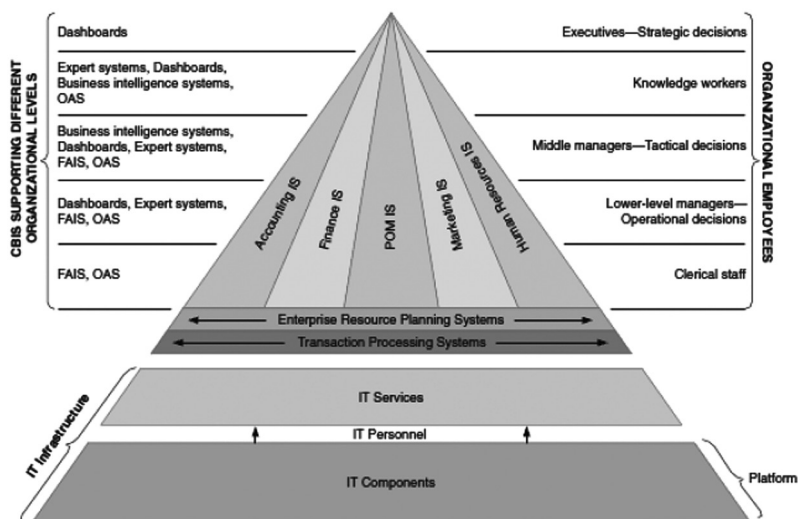 Dashboards
Executives—Strategic decisions
Expert systems, Dashboards,
Business intelligence systems,
OAS
Knowledge workers
Business intelligence systems,
Dashboards, Expert systems,
FAIS, OAS
Middle managers—Tactical decisions
Dashboards, Expert systems,
FAIS, OAS
Lower-level managers—
Operational decisions
FAIS, OAS
Clerical staff
CBIS SUPPORTING DIFFERENT
ORGANIZATIONAL LEVELS
ORGANIZATIONAL EMPLOYEES
Accounting IS
Finance IS
POM IS
Marketing IS
Human Resources IS
Enterprise Resource Planning Systems
Transaction Processing Systems
IT Services
IT Infrastructure
IT Personnel
IT Components
Platform